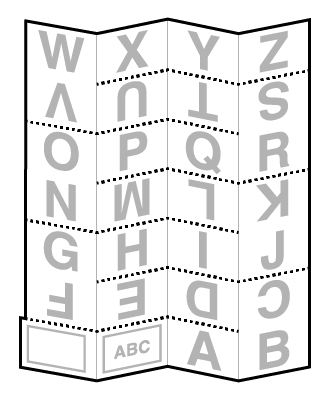 W X Y Z
V U T S
O P Q R
N M L K
G H I J
F E D C
ABC A B